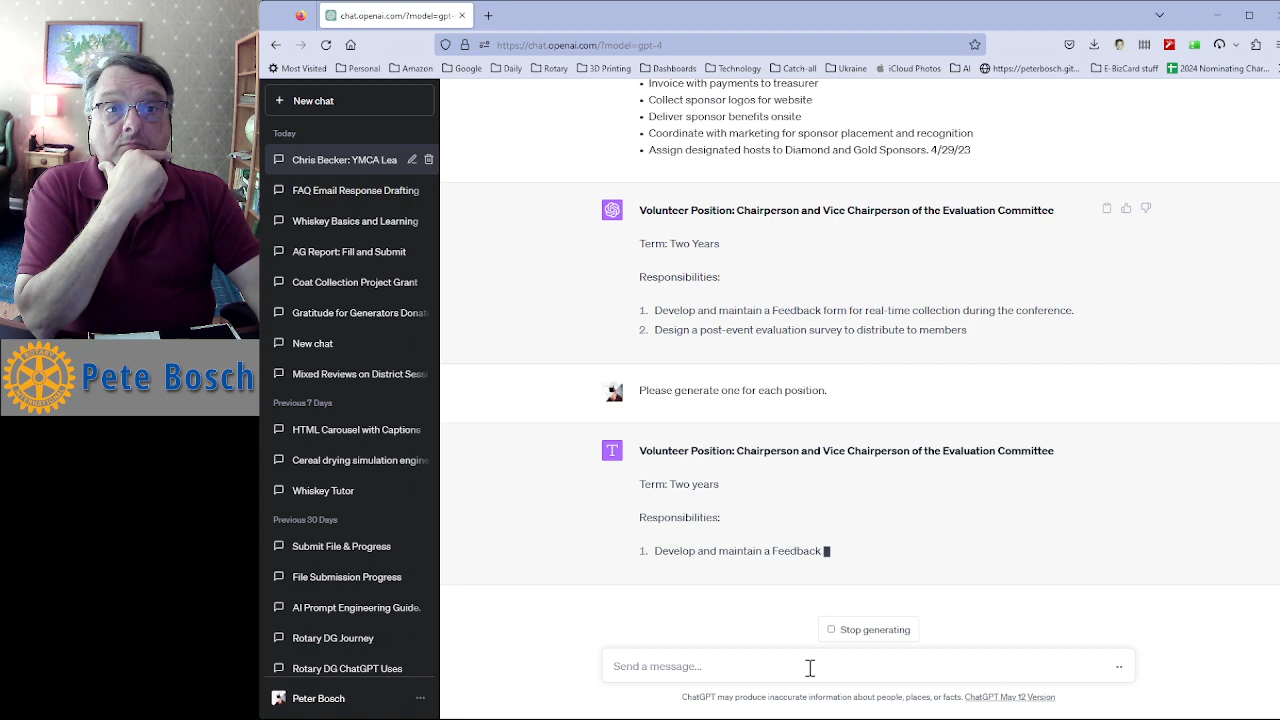 chat.openai.com/?model=gpt-
https://chat.openai.com/?model=gpt-4
Most Visited
Personal
Amazon
Google
Daily
Rotary
3D Printing
Dashboards
Technology
Catch-all
Ukraine
iCloud Photos
AI
https://peterbosch.git...
BizCard stuff
2024 Nominating Char...
New chat
Today
Chris Becker: YMCA Lea
FAQ Email Response Drafting
Whiskey Basics and Learning
AG Report: Fill and Submit
Coat Collection Project Grant
Gratitude for Generators Donati
New chat
Mixed Reviews on District Sessi
Previous 7 Days
HTML Carousel with Captions
Cereal drying simulation engine
Whiskey Tutor
Previous 30 Days
Submit File & Progress
File Submission Progress
AI Prompt Engineering Guide.
Rotary DG Journey
Rotary DG ChatGPT Uses
Peter Bosch
• Invoice with payments to treasurer
• Collect sponsor logos for website
• Deliver sponsor benefits onsite
• Coordinate with marketing for sponsor placement and recognition
• Assign designated hosts to Diamond and Gold Sponsors. 4/29/23
Volunteer Position: Chairperson and Vice Chairperson of the Evaluation Committee
Term: Two Years
Responsibilities:
1. Develop and maintain a Feedback form for real-time collection during the conference.
2. Design a post-event evaluation survey to distribute to members
Please generate one for each position.
T
Volunteer Position: Chairperson and Vice Chairperson of the Evaluation Committee
Term: Two years
Responsibilities:
1. Develop and maintain a Feedback
Stop generating
Send a message...
ChatGPT may produce inaccurate information about people, places, or facts. ChatGPT May 12 Version
ROTARY
INTERNATIONAL
Pete Bosch